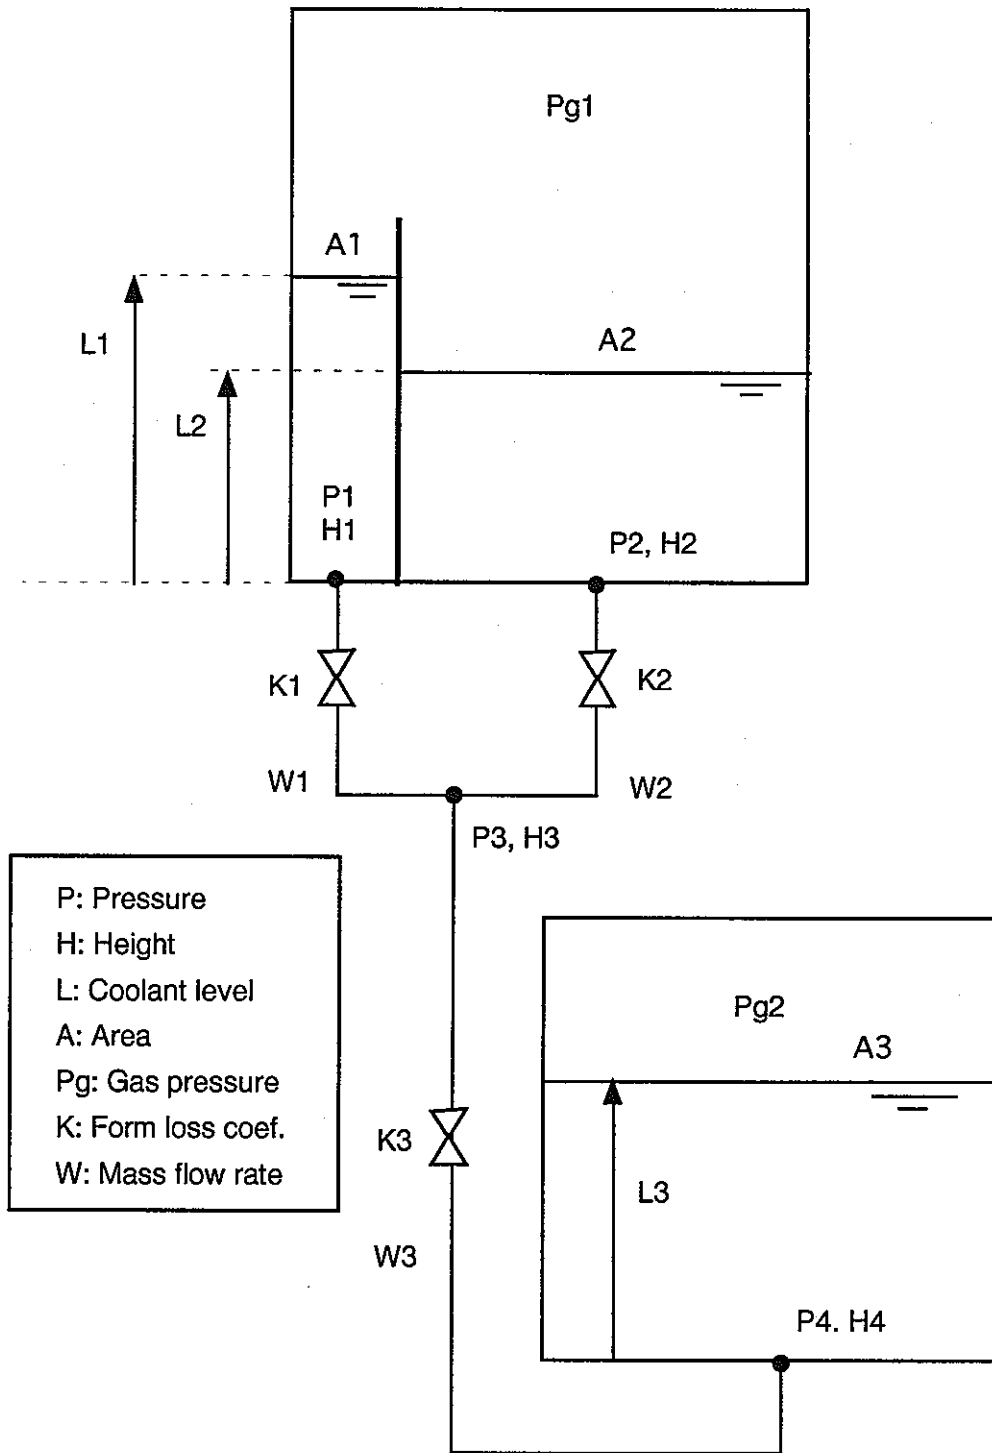 Pg1
A1
A2
L1
L2
P1
H1
P2, H2
K1
K2
W1
W2
P3, H3
P: Pressure
H: Height
L: Coolant level
A: Area
Pg: Gas pressure
K: Form loss coef.
W: Mass flow rate
Pg2
A3
K3
L3
W3
P4. H4